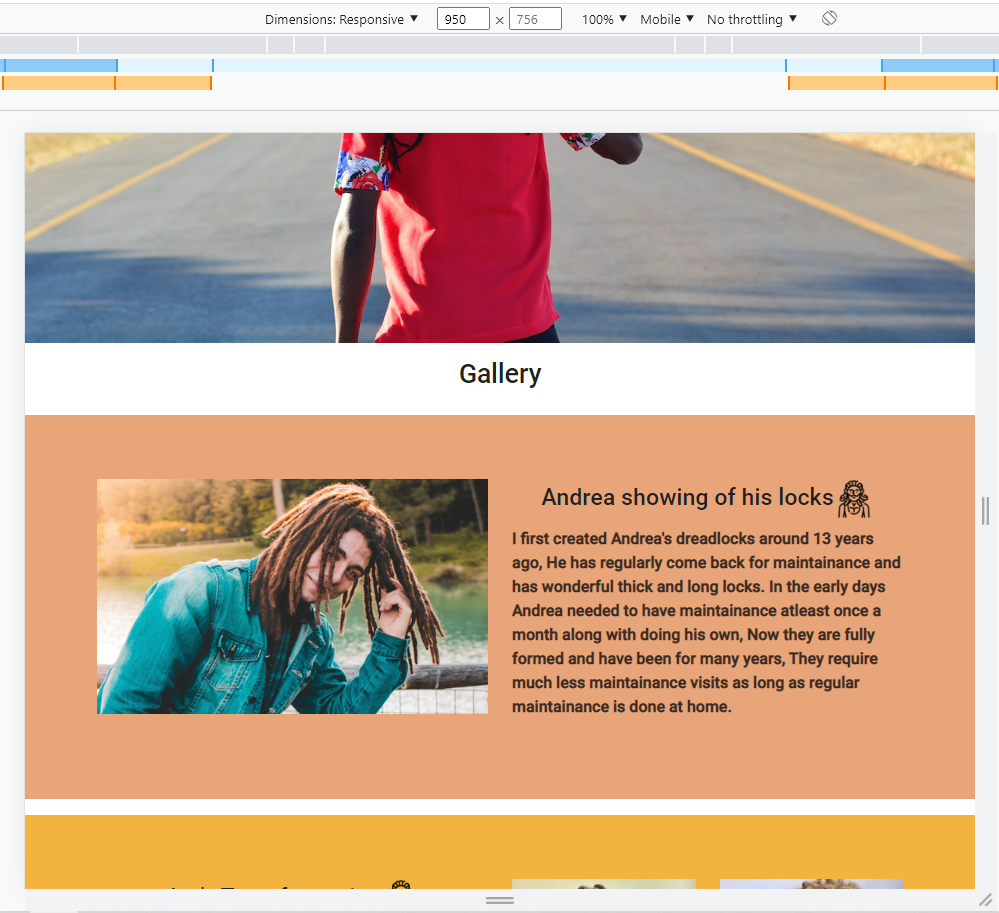 Dimensions: Responsive ▼ 950 × 756 100% ▼ Mobile ▼ No throttling ▼
Gallery
Andrea showing of his locks
I first created Andrea's dreadlocks around 13 years
ago, He has regularly come back for maintainance and
has wonderful thick and long locks. In the early days
Andrea needed to have maintainance atleast once a
month along with doing his own, Now they are fully
formed and have been for many years, They require
much less maintainance visits as long as regular
maintainance is done at home.